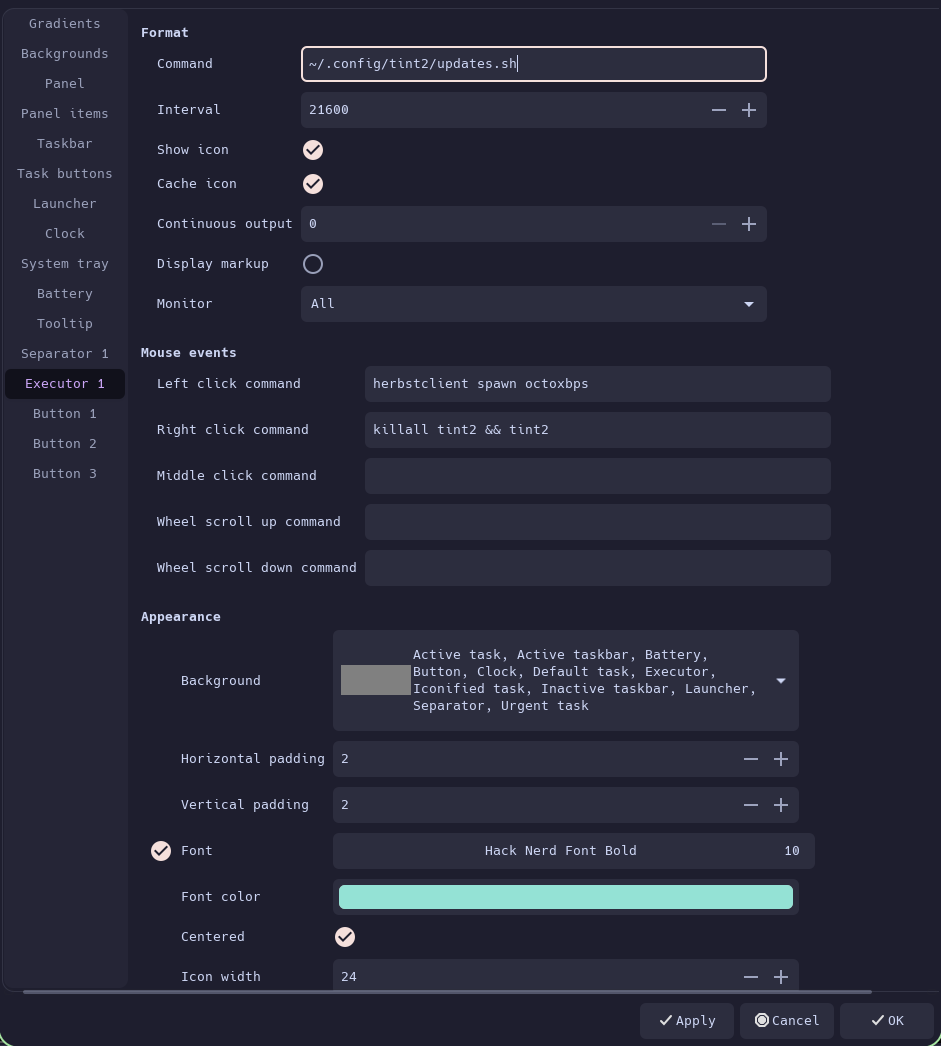 Gradients
Backgrounds
Panel
Panel items
Taskbar
Task buttons
Launcher
Clock
System tray
Battery
Tooltip
Separator 1
Executor 1
Button 1
Button 2
Button 3
Format
Command ~/.config/tint2/updates.sh
Interval 21600
Show icon
Cache icon
Continuous output 0
Display markup
Monitor All
Mouse events
Left click command herbstclient spawn octoxbps
Right click command killall tint2 && tint2
Middle click command
Wheel scroll up command
Wheel scroll down command
Appearance
Background
Active task, Active taskbar, Battery,
Button, Clock, Default task, Executor,
Iconified task, Inactive taskbar, Launcher,
Separator, Urgent task
Horizontal padding 2
Vertical padding 2
Font Hack Nerd Font Bold 10
Font color
Centered
Icon width 24
Apply Cancel OK